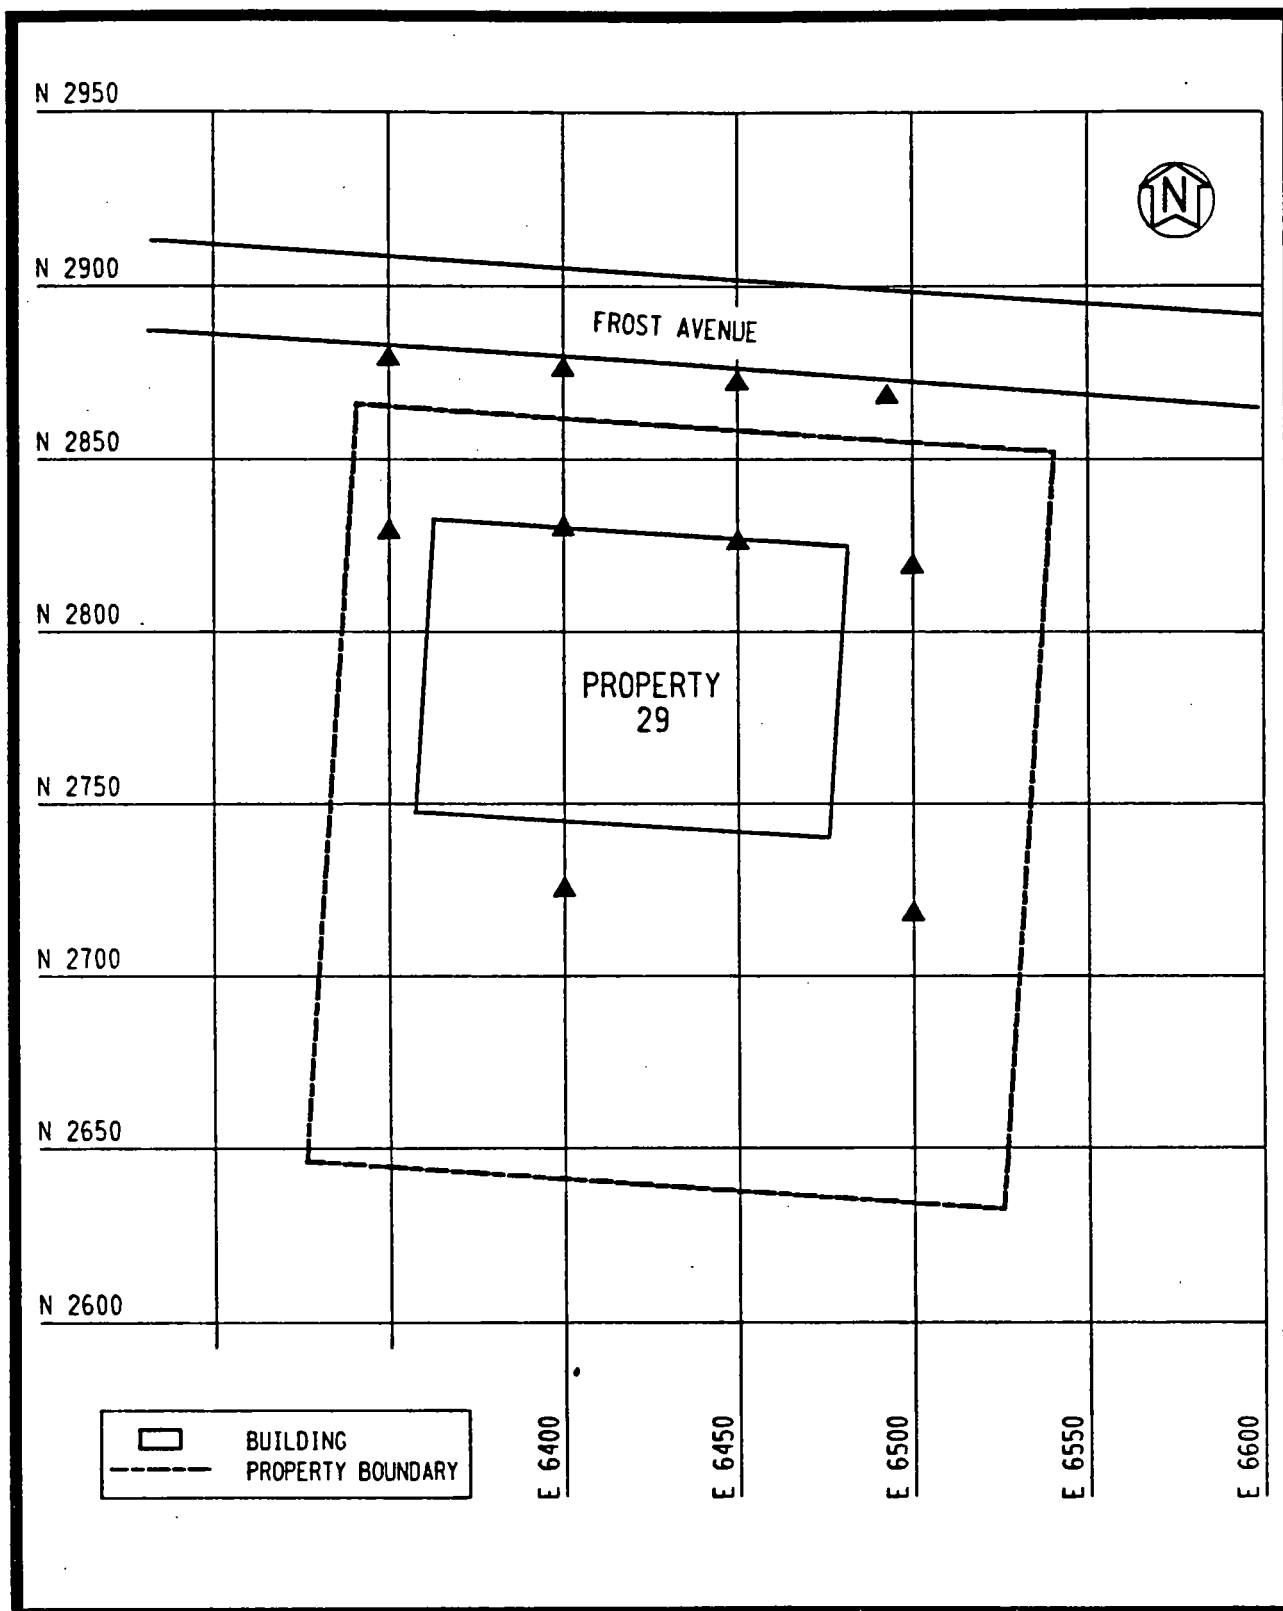 N 2950
N
N 2900
FROST AVENUE
N 2850
N 2800
PROPERTY
29
N 2750
N 2700
N 2650
N 2600
E 6400
E 6450
E 6500
E 6550
E 6600
BUILDING
PROPERTY BOUNDARY